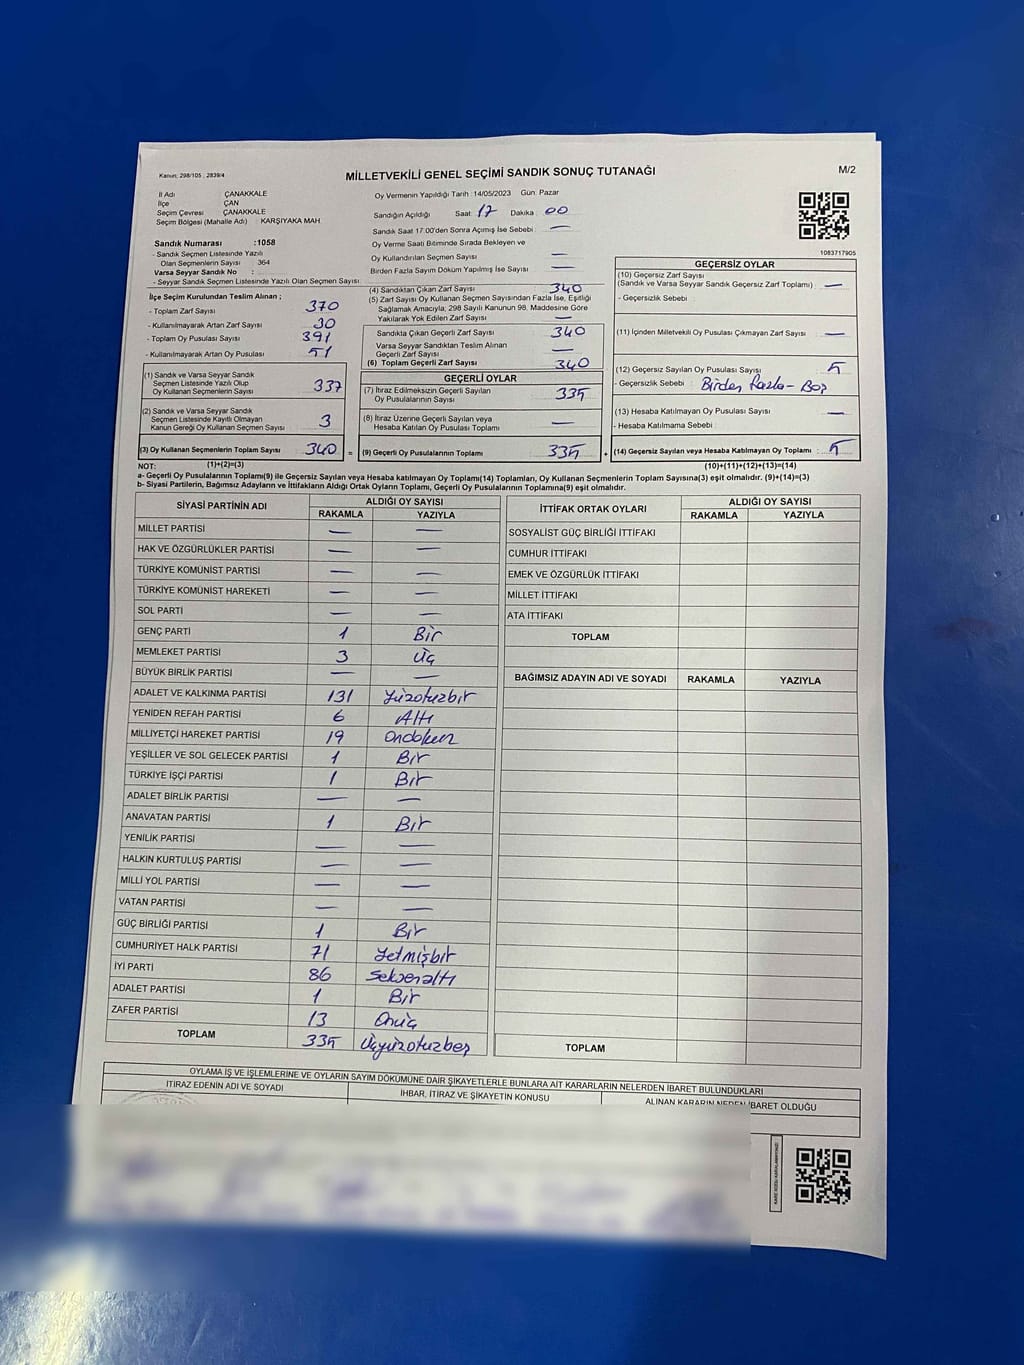 Kanun; 298/105 ; 2839/4
MİLLETVEKİLİ GENEL SEÇİMİ SANDIK SONUÇ TUTANAĞI
M/2
İl Adı ÇANAKKALE
İlçe ÇAN
Seçim Çevresi ÇANAKKALE
Seçim Bölgesi (Mahalle Adı) KARŞIYAKA MAH
Sandık Numarası :1058
- Sandık Seçmen Listesinde Yazılı
Olan Seçmenlerin Sayısı 364
Varsa Seyyar Sandık No :
- Seyyar Sandık Seçmen Listesinde Yazılı Olan Seçmen Sayısı:
Oy Vermenin Yapıldığı Tarih :14/05/2023 Gün: Pazar
Sandığın Açıldığı Saat: 17 Dakika: 00
Sandık Saat 17.00'den Sonra Açımış İse Sebebi : —
Oy Verme Saati Bitiminde Sırada Bekleyen ve
Oy Kullandırılan Seçmen Sayısı —
Birden Fazla Sayım Döküm Yapılmış İse Sayısı —
1083717905
İlçe Seçim Kurulundan Teslim Alınan ;
- Toplam Zarf Sayısı 370
- Kullanılmayarak Artan Zarf Sayısı 30
- Toplam Oy Pusulası Sayısı 391
- Kullanılmayarak Artan Oy Pusulası 51
(1) Sandık ve Varsa Seyyar Sandık
Seçmen Listesinde Yazılı Olup
Oy Kullanan Seçmenlerin Sayısı 337
(2) Sandık ve Varsa Seyyar Sandık
Seçmen Listesinde Kayıtlı Olmayan
Kanun Gereği Oy Kullanan Seçmen Sayısı 3
(3) Oy Kullanan Seçmenlerin Toplam Sayısı 340 =
(4) Sandıktan Çıkan Zarf Sayısı 340
(5) Zarf Sayısı Oy Kullanan Seçmen Sayısından Fazla İse, Eşitliği
Sağlamak Amacıyla; 298 Sayılı Kanunun 98. Maddesine Göre
Yakılarak Yok Edilen Zarf Sayısı —
Sandıkta Çıkan Geçerli Zarf Sayısı 340
Varsa Seyyar Sandıktan Teslim Alınan
Geçerli Zarf Sayısı —
(6) Toplam Geçerli Zarf Sayısı 340
GEÇERLİ OYLAR
(7) İtiraz Edilmeksizin Geçerli Sayılan
Oy Pusulalarının Sayısı 335
(8) İtiraz Üzerine Geçerli Sayılan veya
Hesaba Katılan Oy Pusulası Toplamı —
(9) Geçerli Oy Pusulalarının Toplamı 335 +
GEÇERSİZ OYLAR
(10) Geçersiz Zarf Sayısı
(Sandık ve Varsa Seyyar Sandık Geçersiz Zarf Toplamı) : —
- Geçersizlik Sebebi
(11) İçinden Milletvekili Oy Pusulası Çıkmayan Zarf Sayısı : —
(12) Geçersiz Sayılan Oy Pusulası Sayısı : 5
- Geçersizlik Sebebi : Birden Fazla - Boş
(13) Hesaba Katılmayan Oy Pusulası Sayısı : —
- Hesaba Katılmama Sebebi :
(14) Geçersiz Sayılan veya Hesaba Katılmayan Oy Toplamı : 5
NOT: (1)+(2)=(3) (10)+(11)+(12)+(13)=(14)
a- Geçerli Oy Pusulalarının Toplamı(9) ile Geçersiz Sayılan veya Hesaba katılmayan Oy Toplamı(14) Toplamları, Oy Kullanan Seçmenlerin Toplam Sayısına(3) eşit olmalıdır. (9)+(14)=(3)
b- Siyasi Partilerin, Bağımsız Adayların ve İttifakların Aldığı Ortak Oyların Toplamı, Geçerli Oy Pusulalarının Toplamına(9) eşit olmalıdır.
SİYASİ PARTİNİN ADI ALDIĞI OY SAYISI
RAKAMLA YAZIYLA
MİLLET PARTİSİ — —
HAK VE ÖZGÜRLÜKLER PARTİSİ — —
TÜRKİYE KOMÜNİST PARTİSİ — —
TÜRKİYE KOMÜNİST HAREKETİ — —
SOL PARTİ — —
GENÇ PARTİ 1 Bir
MEMLEKET PARTİSİ 3 Üç
BÜYÜK BİRLİK PARTİSİ — —
ADALET VE KALKINMA PARTİSİ 131 Yüzotuzbir
YENİDEN REFAH PARTİSİ 6 Altı
MİLLİYETÇİ HAREKET PARTİSİ 19 Ondokuz
YEŞİLLER VE SOL GELECEK PARTİSİ 1 Bir
TÜRKİYE İŞÇİ PARTİSİ 1 Bir
ADALET BİRLİK PARTİSİ — —
ANAVATAN PARTİSİ 1 Bir
YENİLİK PARTİSİ — —
HALKIN KURTULUŞ PARTİSİ — —
MİLLİ YOL PARTİSİ — —
VATAN PARTİSİ — —
GÜÇ BİRLİĞİ PARTİSİ 1 Bir
CUMHURİYET HALK PARTİSİ 71 Yetmişbir
İYİ PARTİ 86 Seksenaltı
ADALET PARTİSİ 1 Bir
ZAFER PARTİSİ 13 Onüç
TOPLAM 335 Üçyüzotuzbeş
İTTİFAK ORTAK OYLARI ALDIĞI OY SAYISI
RAKAMLA YAZIYLA
SOSYALİST GÜÇ BİRLİĞİ İTTİFAKI
CUMHUR İTTİFAKI
EMEK VE ÖZGÜRLÜK İTTİFAKI
MİLLET İTTİFAKI
ATA İTTİFAKI
TOPLAM
BAĞIMSIZ ADAYIN ADI VE SOYADI RAKAMLA YAZIYLA
TOPLAM
OYLAMA İŞ VE İŞLEMLERİNE VE OYLARIN SAYIM DÖKÜMÜNE DAİR ŞİKAYETLERLE BUNLARA AİT KARARLARIN NELERDEN İBARET BULUNDUKLARI
İTİRAZ EDENİN ADI VE SOYADI İHBAR, İTİRAZ VE ŞİKAYETİN KONUSU ALINAN KARARIN NEDEN İBARET OLDUĞU